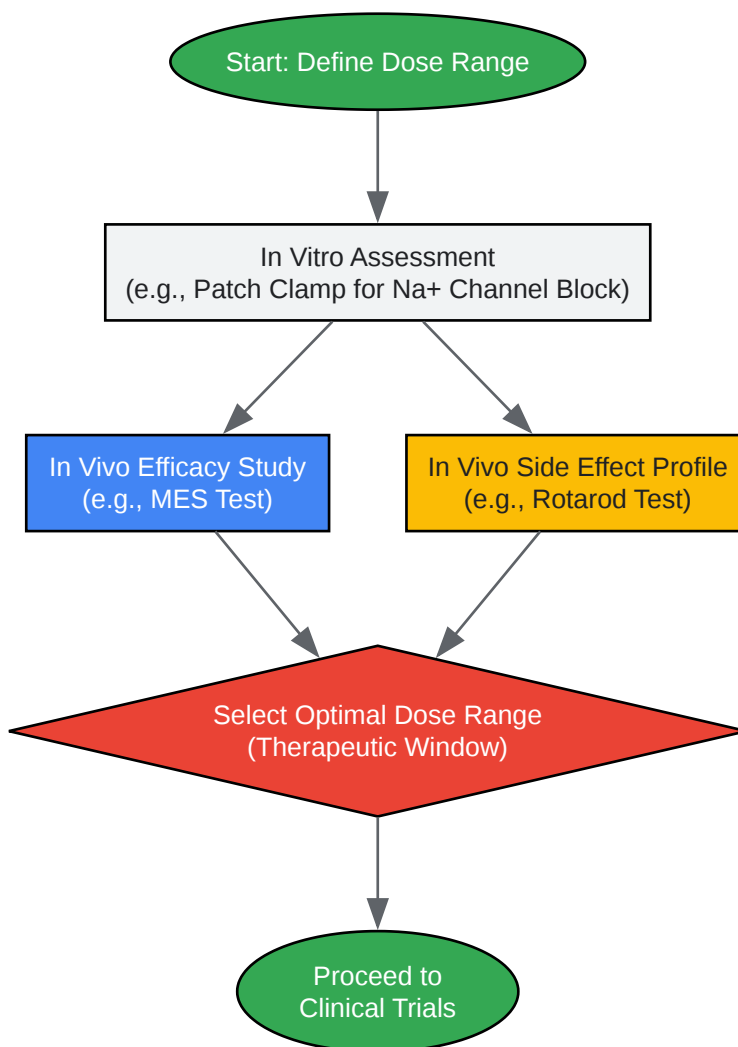 Start: Define Dose Range
In Vitro Assessment
(e.g., Patch Clamp for Na+ Channel Block)
In Vivo Efficacy Study
(e.g., MES Test)
In Vivo Side Effect Profile
(e.g., Rotarod Test)
Select Optimal Dose Range
(Therapeutic Window)
Proceed to
Clinical Trials